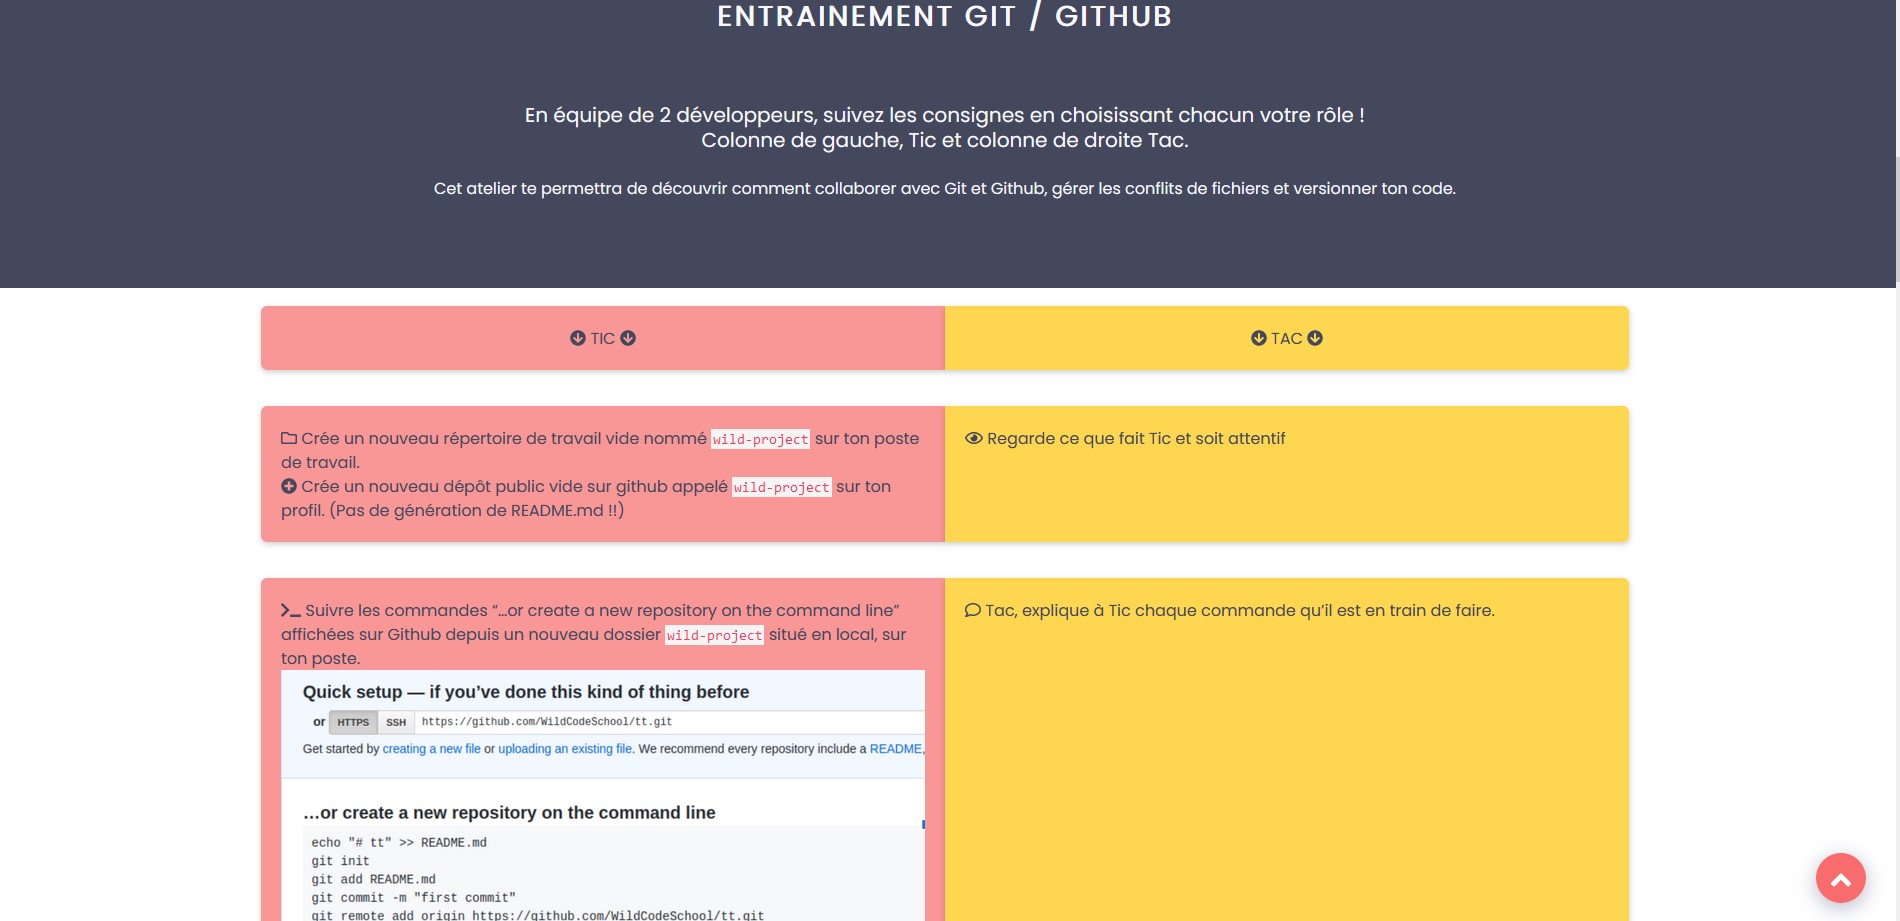 ENTRAINEMENT GIT / GITHUB
En équipe de 2 développeurs, suivez les consignes en choisissant chacun votre rôle !
Colonne de gauche, Tic et colonne de droite Tac.
Cet atelier te permettra de découvrir comment collaborer avec Git et Github, gérer les conflits de fichiers et versionner ton code.
TIC
TAC
Crée un nouveau répertoire de travail vide nommé wild-project sur ton poste
de travail.
Crée un nouveau dépôt public vide sur github appelé wild-project sur ton
profil. (Pas de génération de README.md !!)
Regarde ce que fait Tic et soit attentif
Suivre les commandes “…or create a new repository on the command line”
affichées sur Github depuis un nouveau dossier wild-project situé en local, sur
ton poste.
Quick setup — if you’ve done this kind of thing before
or HTTPS SSH https://github.com/WildCodeSchool/tt.git
Get started by creating a new file or uploading an existing file. We recommend every repository include a README,
…or create a new repository on the command line
echo "# tt" >> README.md
git init
git add README.md
git commit -m "first commit"
git remote add origin https://github.com/WildCodeSchool/tt.git
Tac, explique à Tic chaque commande qu’il est en train de faire.